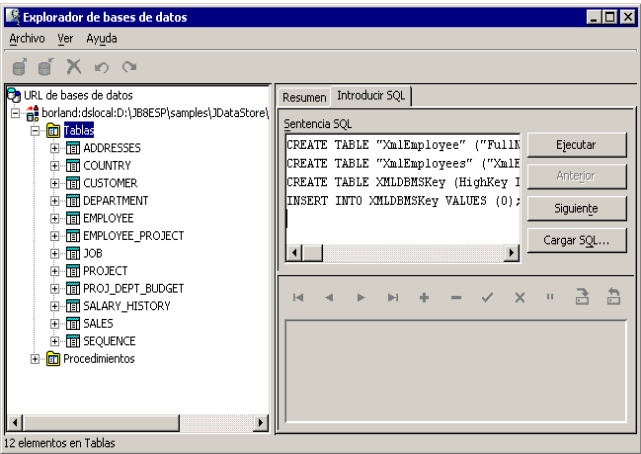 Explorador de bases de datos
Archivo Ver Ayuda
URL de bases de datos
borland:dslocal:D:\JB8ESP\samples\JDataStore\
Tablas
ADDRESSES
COUNTRY
CUSTOMER
DEPARTMENT
EMPLOYEE
EMPLOYEE_PROJECT
JOB
PROJECT
PROJ_DEPT_BUDGET
SALARY_HISTORY
SALES
SEQUENCE
Procedimientos
Resumen Introducir SQL
Sentencia SQL
CREATE TABLE "XmlEmployee" ("FullN
CREATE TABLE "XmlEmployees" ("XmlE
CREATE TABLE XMLDBMSKey (HighKey I
INSERT INTO XMLDBMSKey VALUES (0);
Ejecutar
Anterior
Siguiente
Cargar SQL...
12 elementos en Tablas